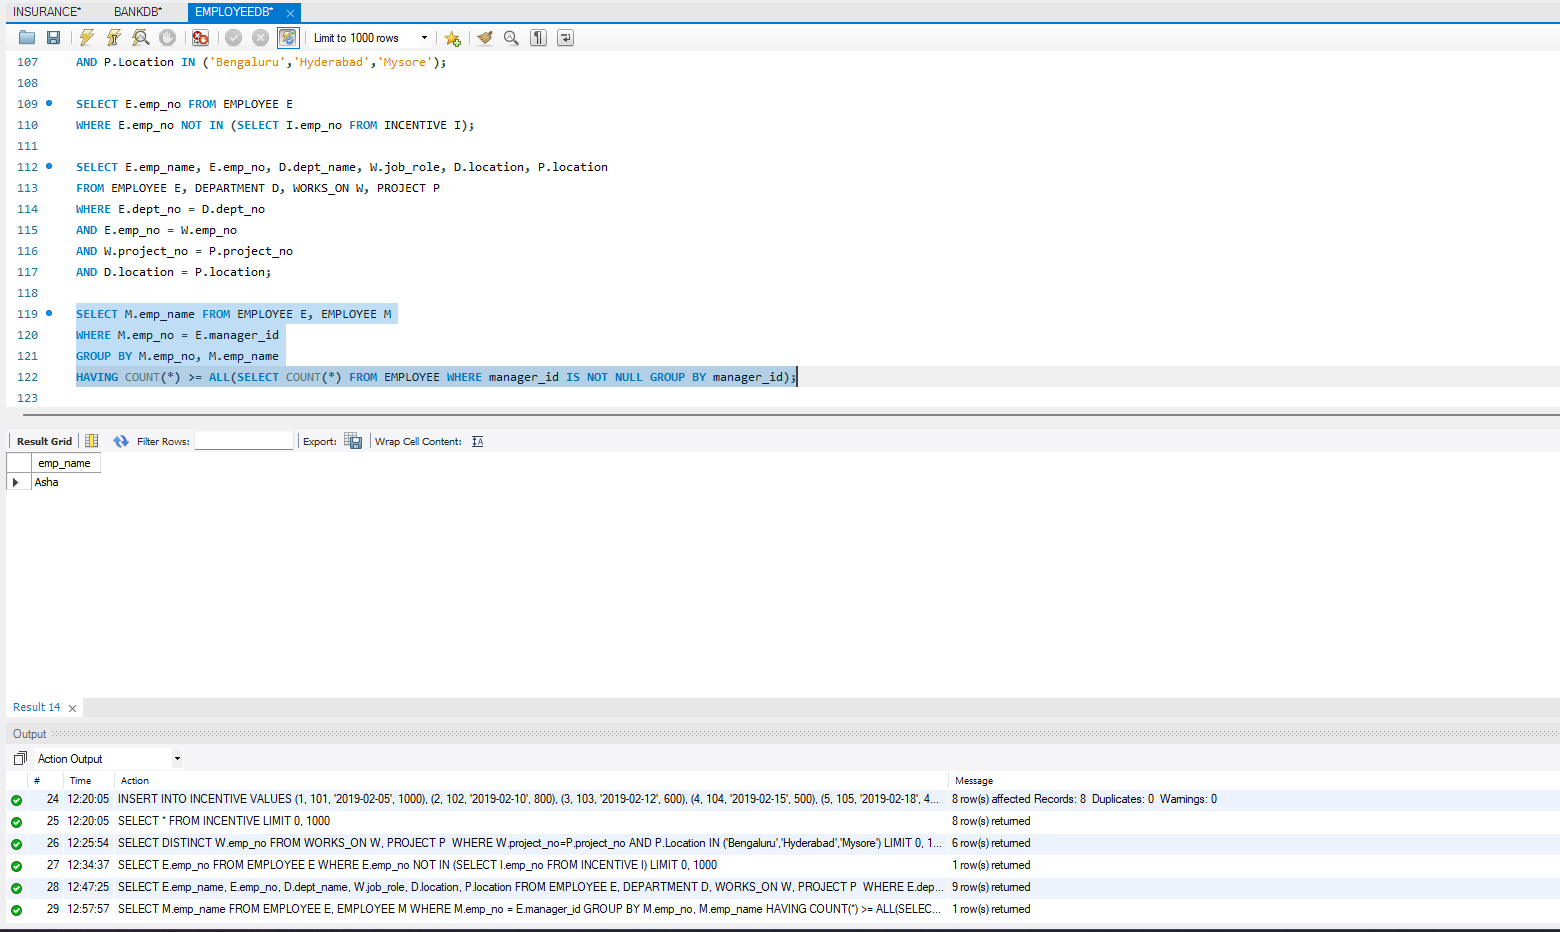 INSURANCE* BANKDB* EMPLOYEEDB*
Limit to 1000 rows
107 AND P.Location IN ('Bengaluru','Hyderabad','Mysore');
108
109 SELECT E.emp_no FROM EMPLOYEE E
110 WHERE E.emp_no NOT IN (SELECT I.emp_no FROM INCENTIVE I);
111
112 SELECT E.emp_name, E.emp_no, D.dept_name, W.job_role, D.location, P.location
113 FROM EMPLOYEE E, DEPARTMENT D, WORKS_ON W, PROJECT P
114 WHERE E.dept_no = D.dept_no
115 AND E.emp_no = W.emp_no
116 AND W.project_no = P.project_no
117 AND D.location = P.location;
118
119 SELECT M.emp_name FROM EMPLOYEE E, EMPLOYEE M
120 WHERE M.emp_no = E.manager_id
121 GROUP BY M.emp_no, M.emp_name
122 HAVING COUNT(*) >= ALL(SELECT COUNT(*) FROM EMPLOYEE WHERE manager_id IS NOT NULL GROUP BY manager_id);
123
Result Grid Filter Rows: Export: Wrap Cell Content:
emp_name
Asha
Result 14
Output
Action Output
# Time Action Message
24 12:20:05 INSERT INTO INCENTIVE VALUES (1, 101, '2019-02-05', 1000), (2, 102, '2019-02-10', 800), (3, 103, '2019-02-12', 600), (4, 104, '2019-02-15', 500), (5, 105, '2019-02-18', 4... 8 row(s) affected Records: 8 Duplicates: 0 Warnings: 0
25 12:20:05 SELECT * FROM INCENTIVE LIMIT 0, 1000 8 row(s) returned
26 12:25:54 SELECT DISTINCT W.emp_no FROM WORKS_ON W, PROJECT P WHERE W.project_no=P.project_no AND P.Location IN ('Bengaluru','Hyderabad','Mysore') LIMIT 0, 1... 6 row(s) returned
27 12:34:37 SELECT E.emp_no FROM EMPLOYEE E WHERE E.emp_no NOT IN (SELECT I.emp_no FROM INCENTIVE I) LIMIT 0, 1000 1 row(s) returned
28 12:47:25 SELECT E.emp_name, E.emp_no, D.dept_name, W.job_role, D.location, P.location FROM EMPLOYEE E, DEPARTMENT D, WORKS_ON W, PROJECT P WHERE E.dep... 9 row(s) returned
29 12:57:57 SELECT M.emp_name FROM EMPLOYEE E, EMPLOYEE M WHERE M.emp_no = E.manager_id GROUP BY M.emp_no, M.emp_name HAVING COUNT(*) >= ALL(SELEC... 1 row(s) returned